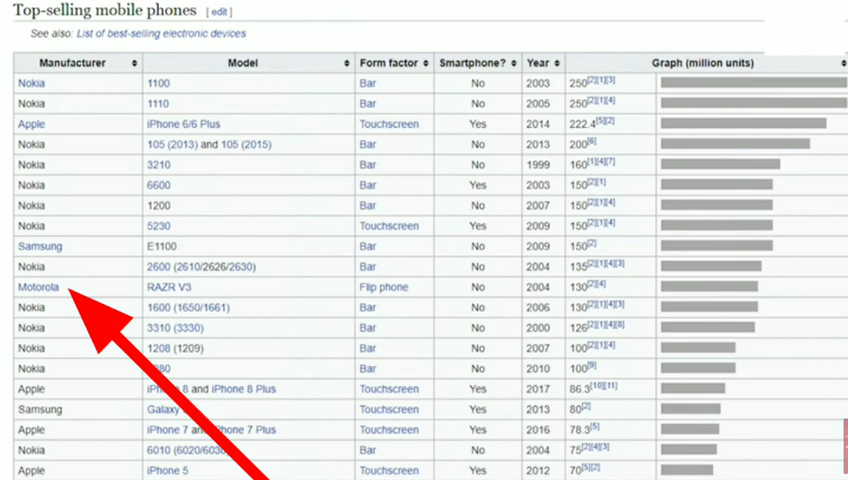 Top-selling mobile phones [ edit ]
See also: List of best-selling electronic devices
Manufacturer Model Form factor Smartphone? Year Graph (million units)
Nokia 1100 Bar No 2003 250[2][1][3]
Nokia 1110 Bar No 2005 250[2][1][4]
Apple iPhone 6/6 Plus Touchscreen Yes 2014 222.4[5][2]
Nokia 105 (2013) and 105 (2015) Bar No 2013 200[6]
Nokia 3210 Bar No 1999 160[1][4][7]
Nokia 6600 Bar Yes 2003 150[2][1]
Nokia 1200 Bar No 2007 150[2][1][4]
Nokia 5230 Touchscreen Yes 2009 150[2][1][4]
Samsung E1100 Bar No 2009 150[2]
Nokia 2600 (2610/2626/2630) Bar No 2004 135[2][1][4][3]
Motorola RAZR V3 Flip phone No 2004 130[2][4]
Nokia 1600 (1650/1661) Bar No 2006 130[2][1][4][3]
Nokia 3310 (3330) Bar No 2000 126[2][1][4][6]
Nokia 1208 (1209) Bar No 2007 100[2][1][4]
Nokia Bar No 2010 100[9]
Apple iPhone 8 and iPhone 8 Plus Touchscreen Yes 2017 86.3[10][11]
Samsung Galaxy Touchscreen Yes 2013 80[2]
Apple iPhone 7 and iPhone 7 Plus Touchscreen Yes 2016 78.3[5]
Nokia 6010 (6020/6030 Bar No 2004 75[2][4][3]
Apple iPhone 5 Touchscreen Yes 2012 70[5][2]